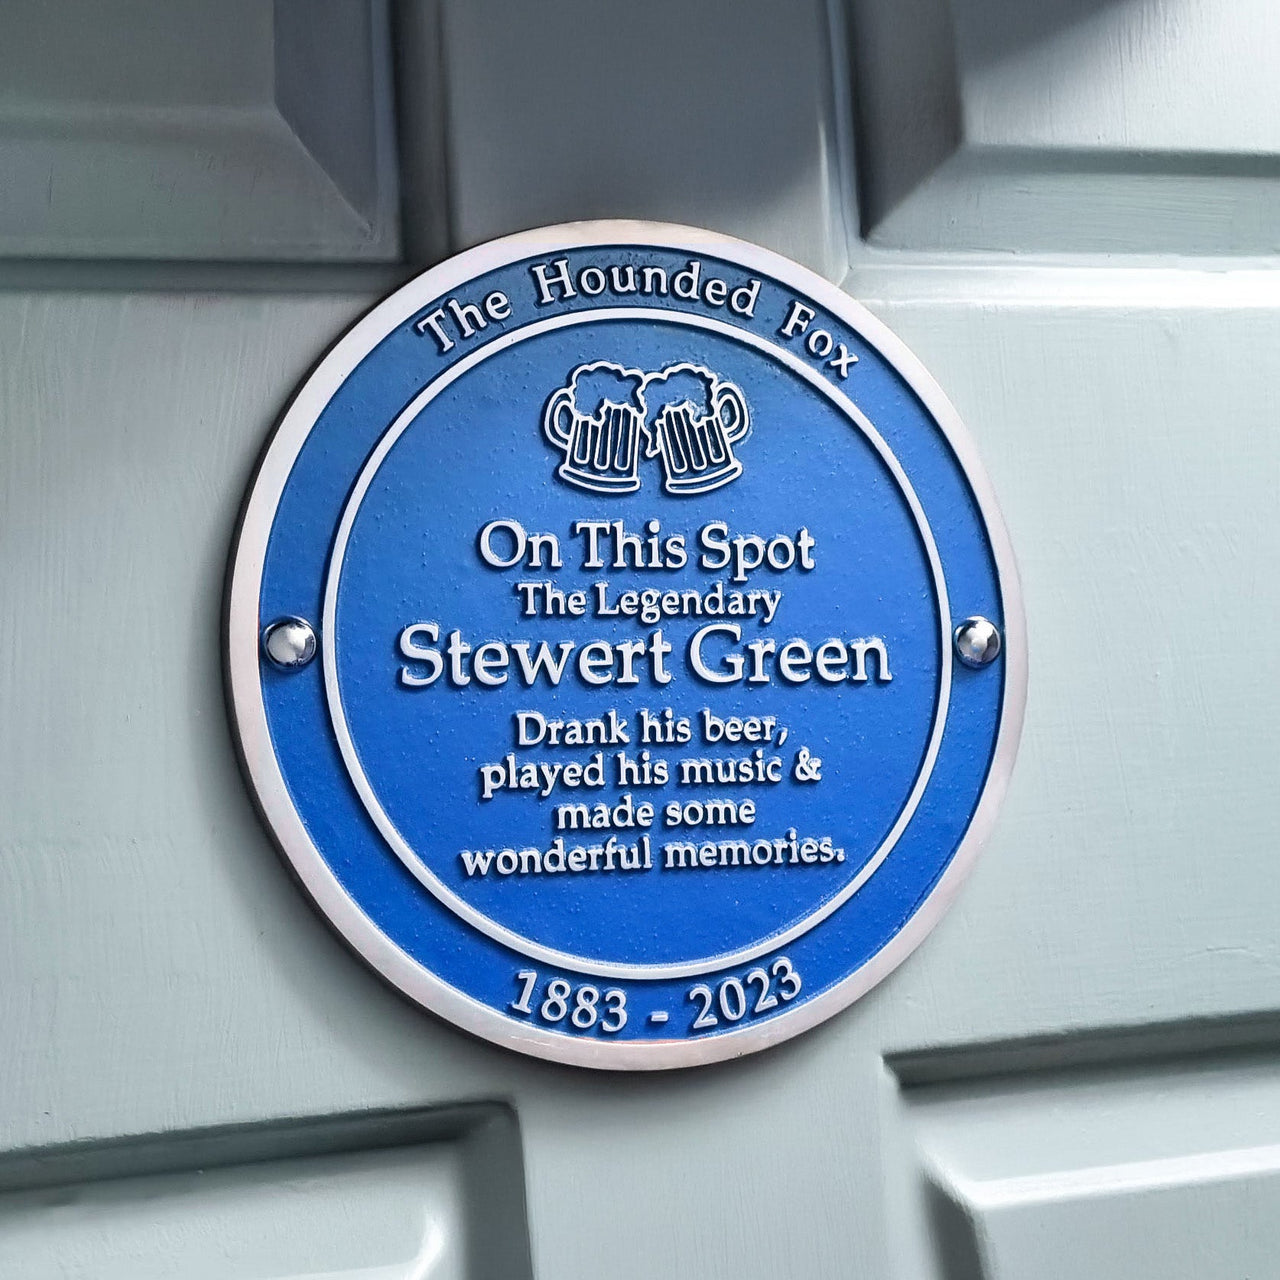 The Hounded Fox
On This Spot
The Legendary
Stewert Green
Drank his beer,
played his music &
made some
wonderful memories.
1883 - 2023